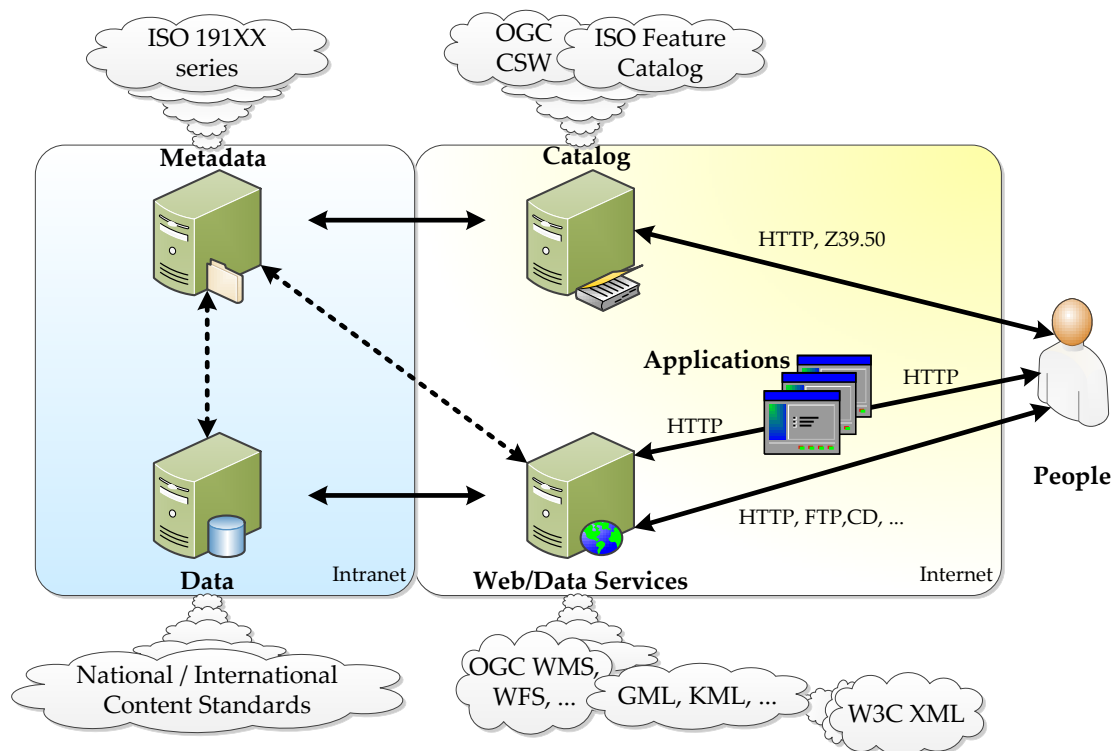 ISO 191XX
series
OGC
CSW
ISO Feature
Catalog
Metadada
Catalog
HTTP, Z39.50
Applications
HTTP
HTTP
People
HTTP, FTP,CD, ...
Data
Intranet
Web/Data Services
Internet
National / International
Content Standards
OGC WMS,
WFS, ...
GML, KML, ...
W3C XML